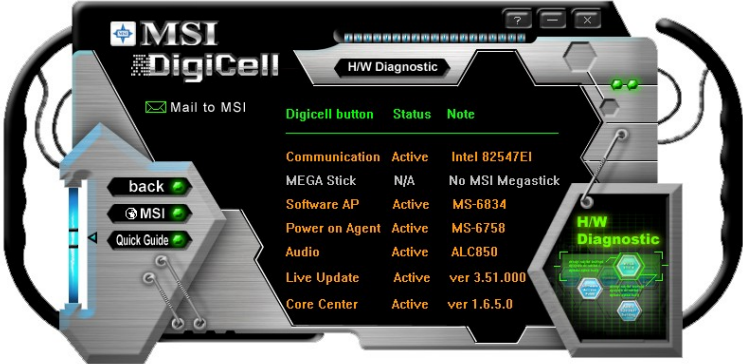 MSI
DigiCell
?
H/W Diagnostic
Mail to MSI
Digicell button Status Note
Communication Active Intel 82547EI
MEGA Stick N/A No MSI Megastick
Software AP Active MS-6834
Power on Agent Active MS-6758
Audio Active ALC850
Live Update Active ver 3.51.000
Core Center Active ver 1.6.5.0
back
MSI
Quick Guide
H/W
Diagnostic